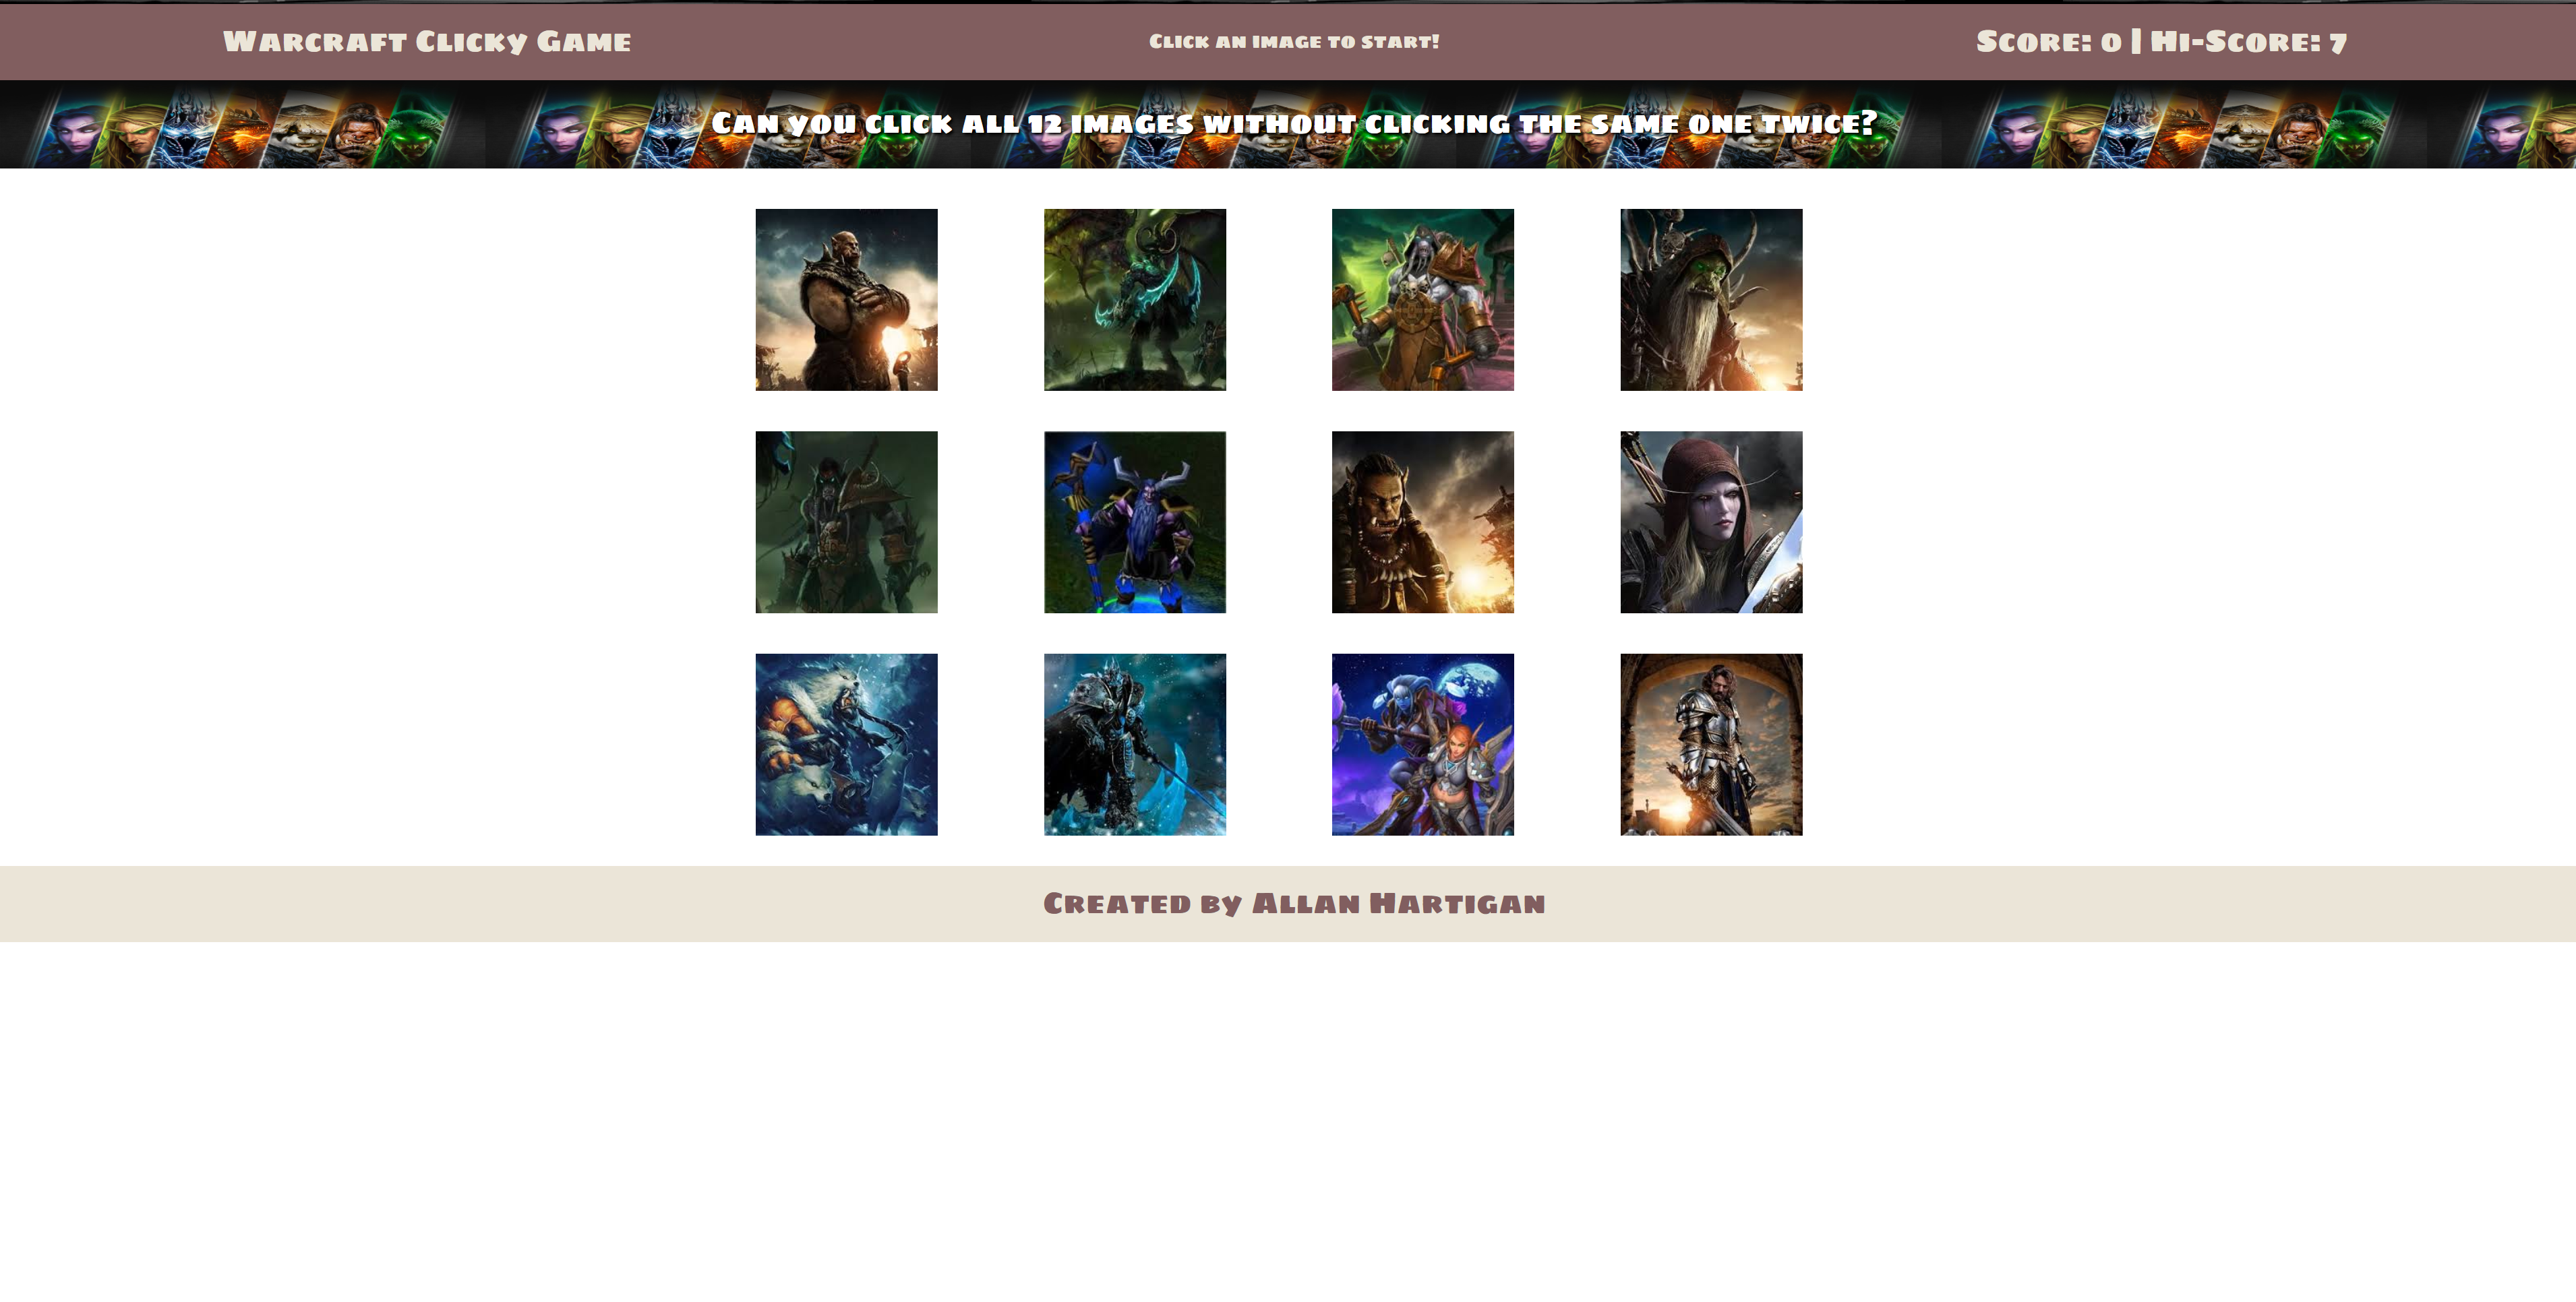 Warcraft Clicky Game
Click an image to start!
Score: 0 | Hi-Score: 7
Can you click all 12 images without clicking the same one twice?
Created by Allan Hartigan